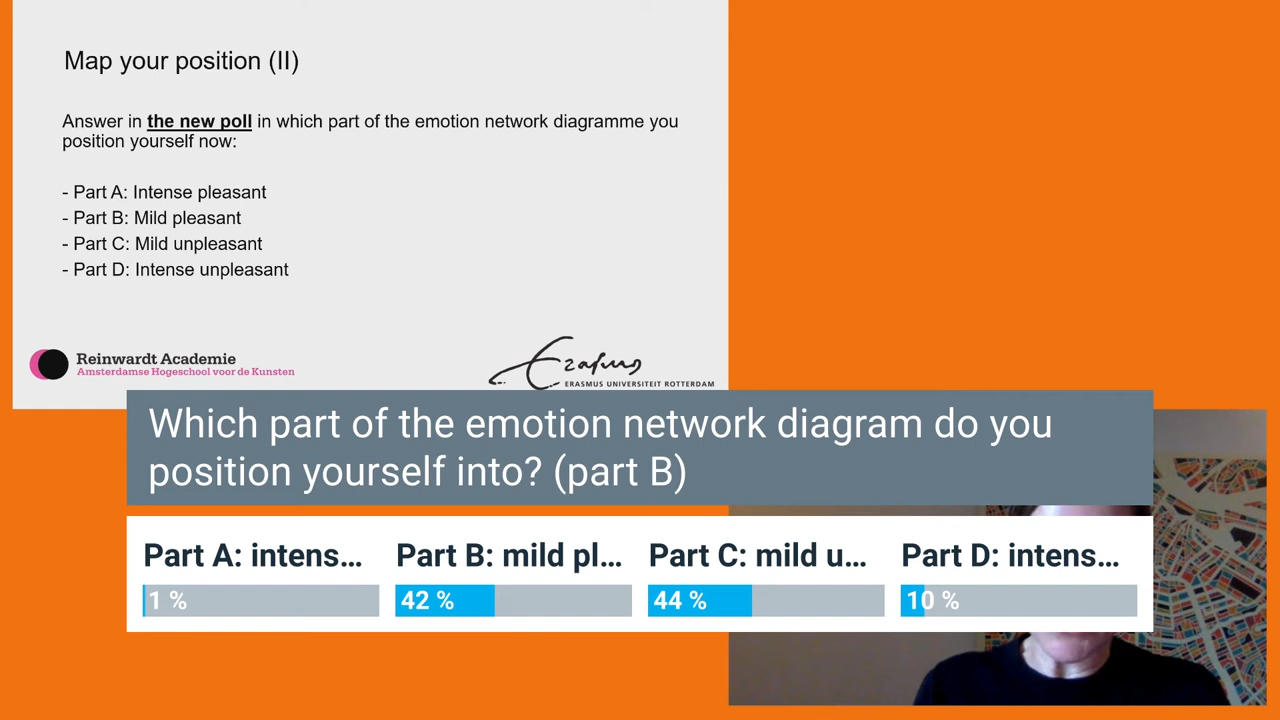 Map your position (II)
Answer in the new poll in which part of the emotion network diagramme you
position yourself now:
- Part A: Intense pleasant
- Part B: Mild pleasant
- Part C: Mild unpleasant
- Part D: Intense unpleasant
Reinwardt Academie
Amsterdamse Hogeschool voor de Kunsten
Erasmus
ERASMUS UNIVERSITEIT ROTTERDAM
Which part of the emotion network diagram do you
position yourself into? (part B)
Part A: intens... Part B: mild pl... Part C: mild u... Part D: intens...
1 % 42 % 44 % 10 %